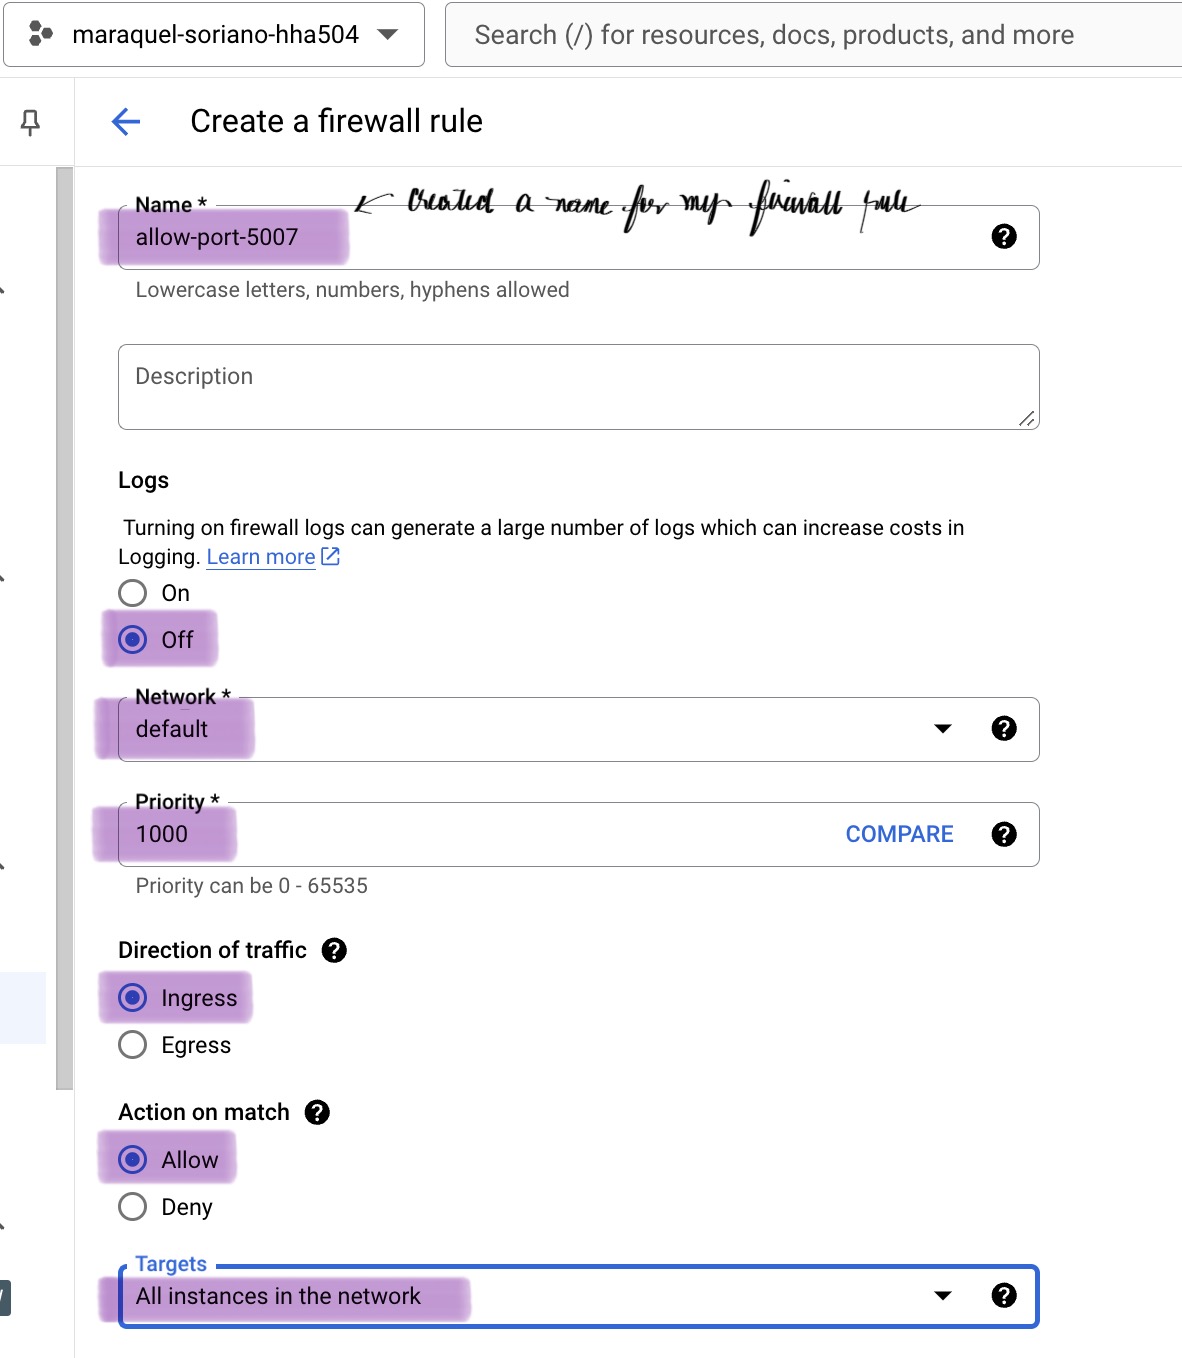 maraquel-soriano-hha504
Search (/) for resources, docs, products, and more
Create a firewall rule
Name *
← Created a name for my firewall rule
allow-port-5007
Lowercase letters, numbers, hyphens allowed
Description
Logs
Turning on firewall logs can generate a large number of logs which can increase costs in
Logging. Learn more
On
Off
Network *
default
Priority *
1000
COMPARE
Priority can be 0 - 65535
Direction of traffic
Ingress
Egress
Action on match
Allow
Deny
Targets
All instances in the network